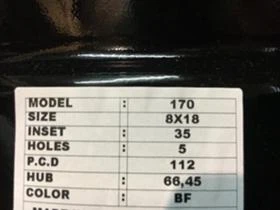 MODEL : 170
SIZE : 8X18
INSET : 35
HOLES : 5
P.C.D : 112
HUB : 66,45
COLOR : BF